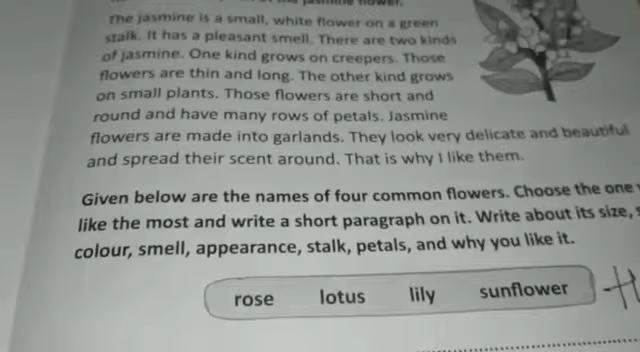 jasmine flower.
The jasmine is a small, white flower on a green
stalk. It has a pleasant smell. There are two kinds
of jasmine. One kind grows on creepers. Those
flowers are thin and long. The other kind grows
on small plants. Those flowers are short and
round and have many rows of petals. Jasmine
flowers are made into garlands. They look very delicate and beautiful
and spread their scent around. That is why I like them.
Given below are the names of four common flowers. Choose the one
like the most and write a short paragraph on it. Write about its size,
colour, smell, appearance, stalk, petals, and why you like it.
rose lotus lily sunflower